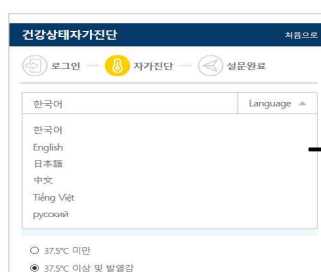 건강상태자가진단 처음으로
로그인 자가진단 설문완료
한국어 Language
한국어
English
日本語
中文
Tiếng Việt
русский
37.5℃ 미만
37.5℃ 이상 및 발열감